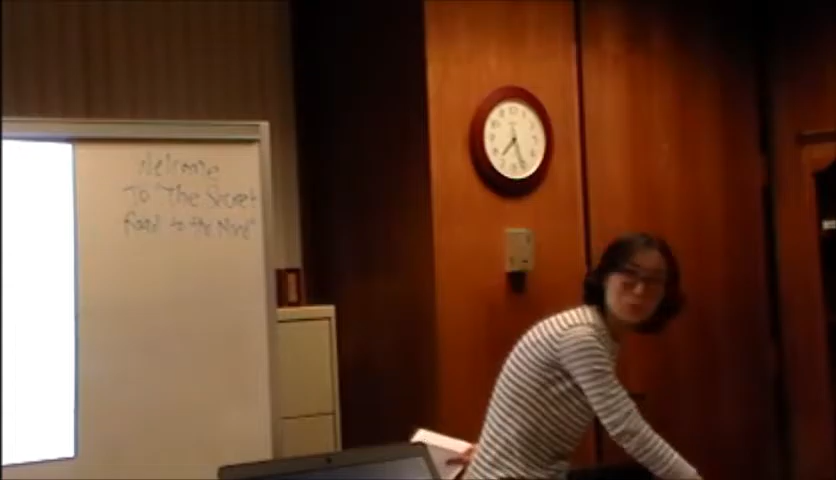 Welcome
To "The Secret
Road to the Mind"